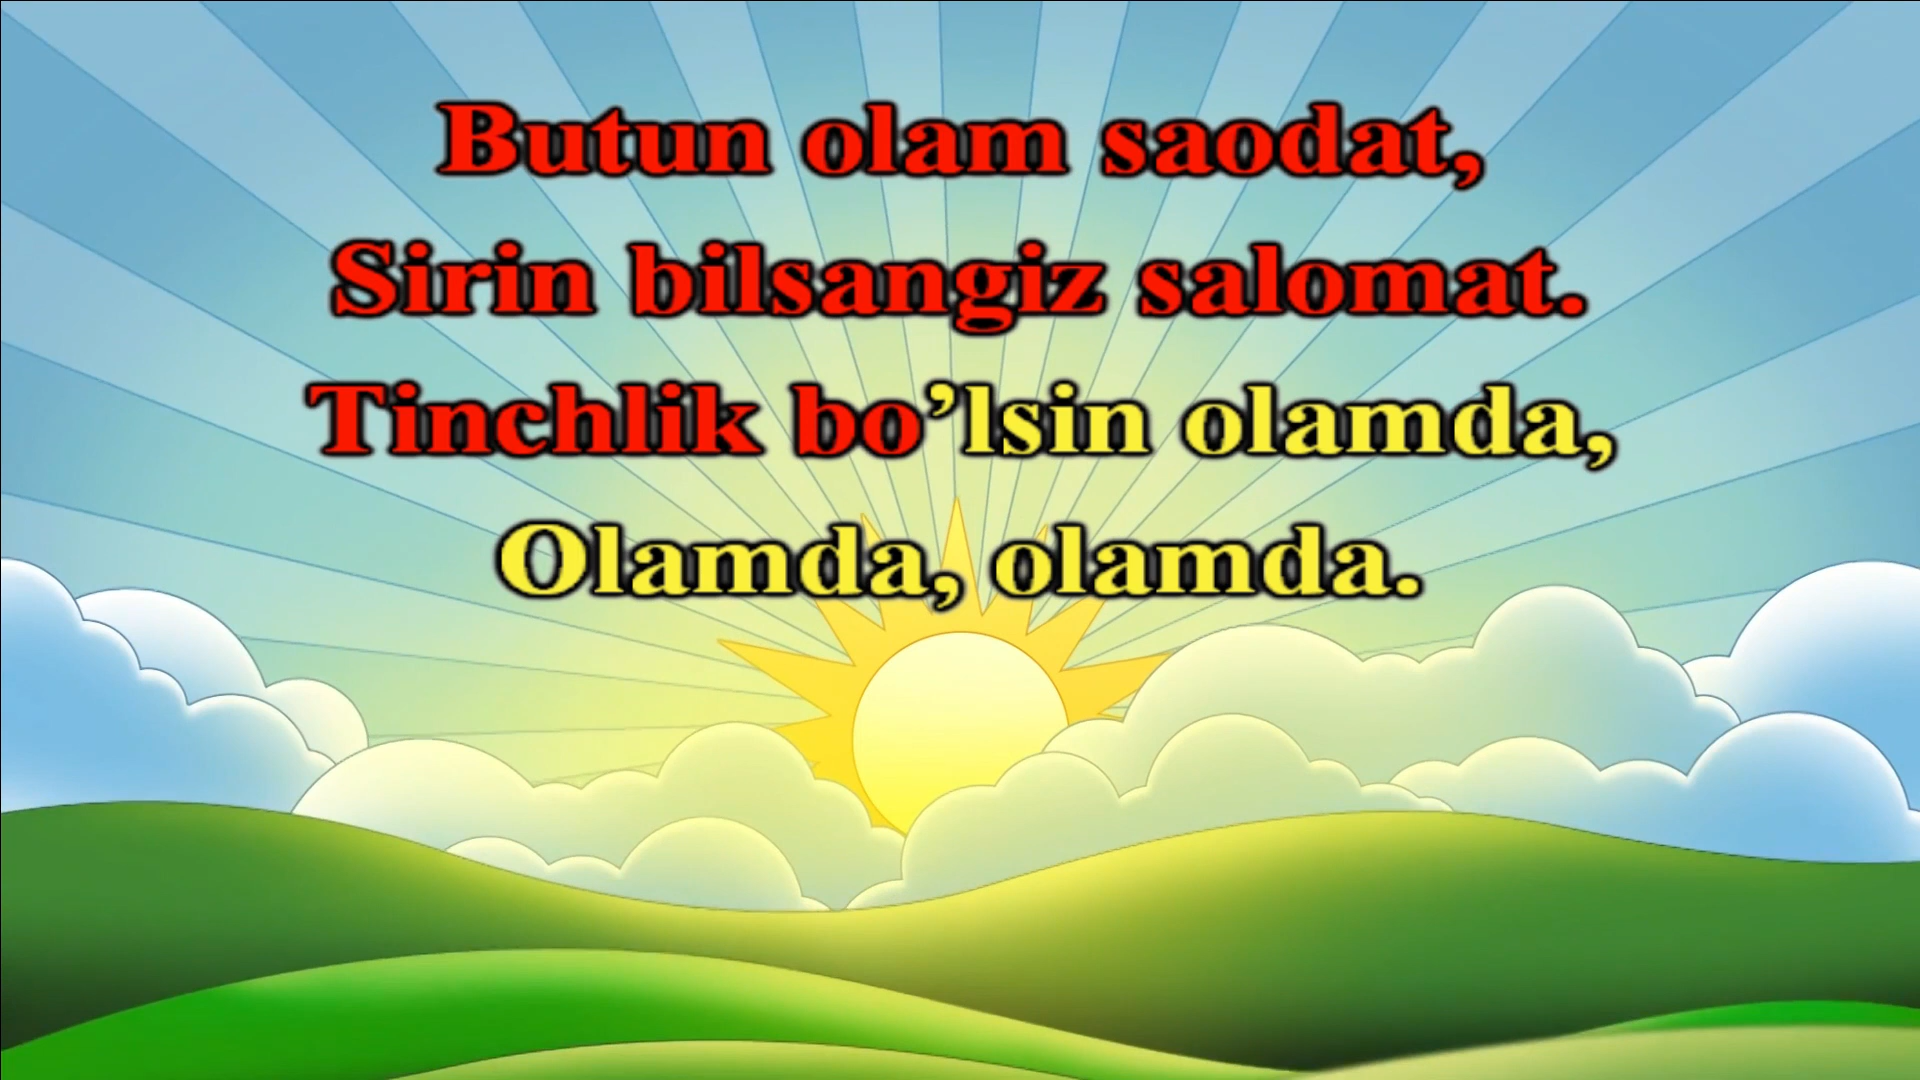 Butun olam saodat,
Sirin bilsangiz salomat.
Tinchlik bo’lsin olamda,
Olamda, olamda.